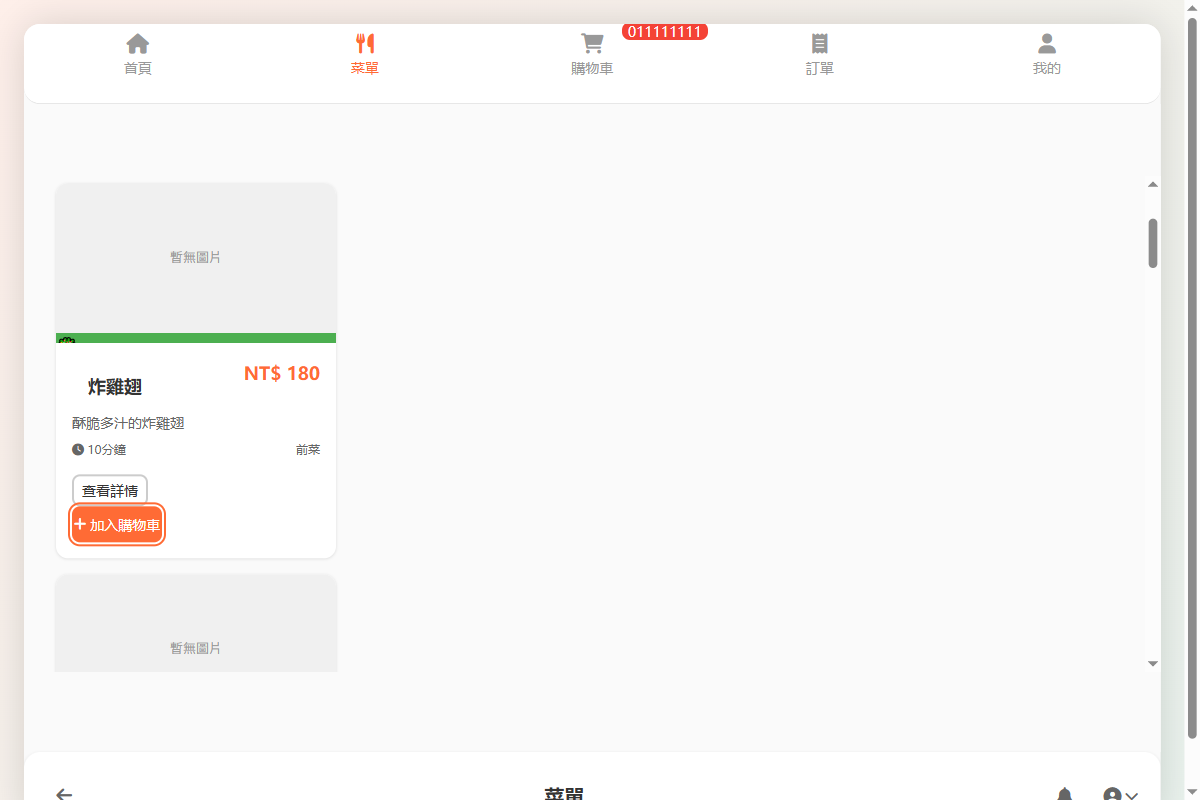 首頁
菜單
購物車
011111111
訂單
我的
暫無圖片
炸雞翅
NT$ 180
酥脆多汁的炸雞翅
10分鐘
前菜
查看詳情
加入購物車
暫無圖片
菜單